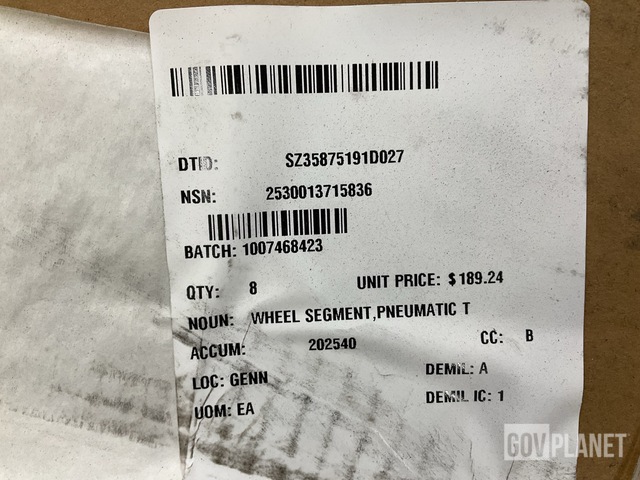 DTID: SZ35875191D027
NSN: 2530013715836
BATCH: 1007468423
QTY: 8 UNIT PRICE: $ 189.24
NOUN: WHEEL SEGMENT,PNEUMATIC T
ACCUM: 202540 CC: B
LOC: GENN DEMIL: A
UOM: EA DEMIL IC: 1
GOVPLANET